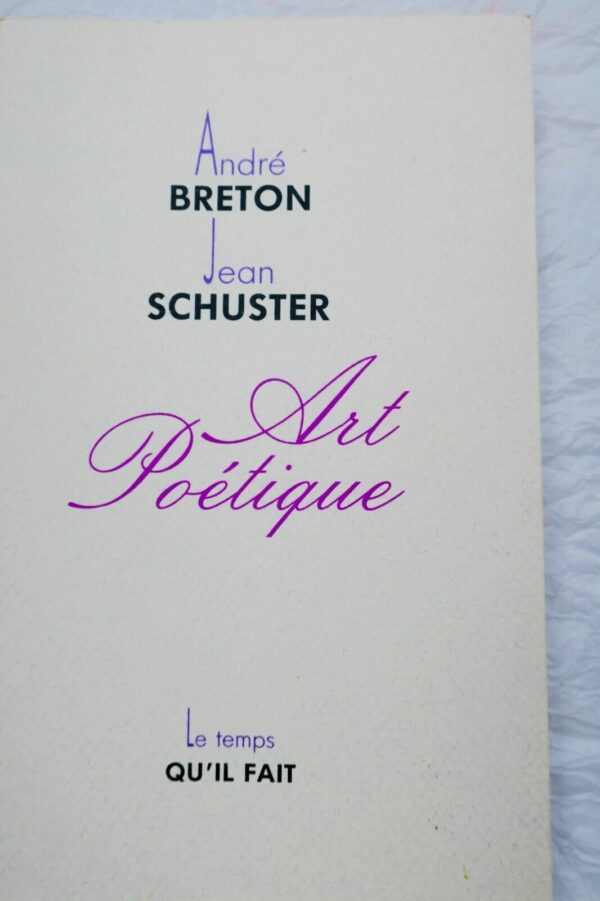 André
BRETON
Jean
SCHUSTER
Art
Poétique
Le temps
QU'IL FAIT